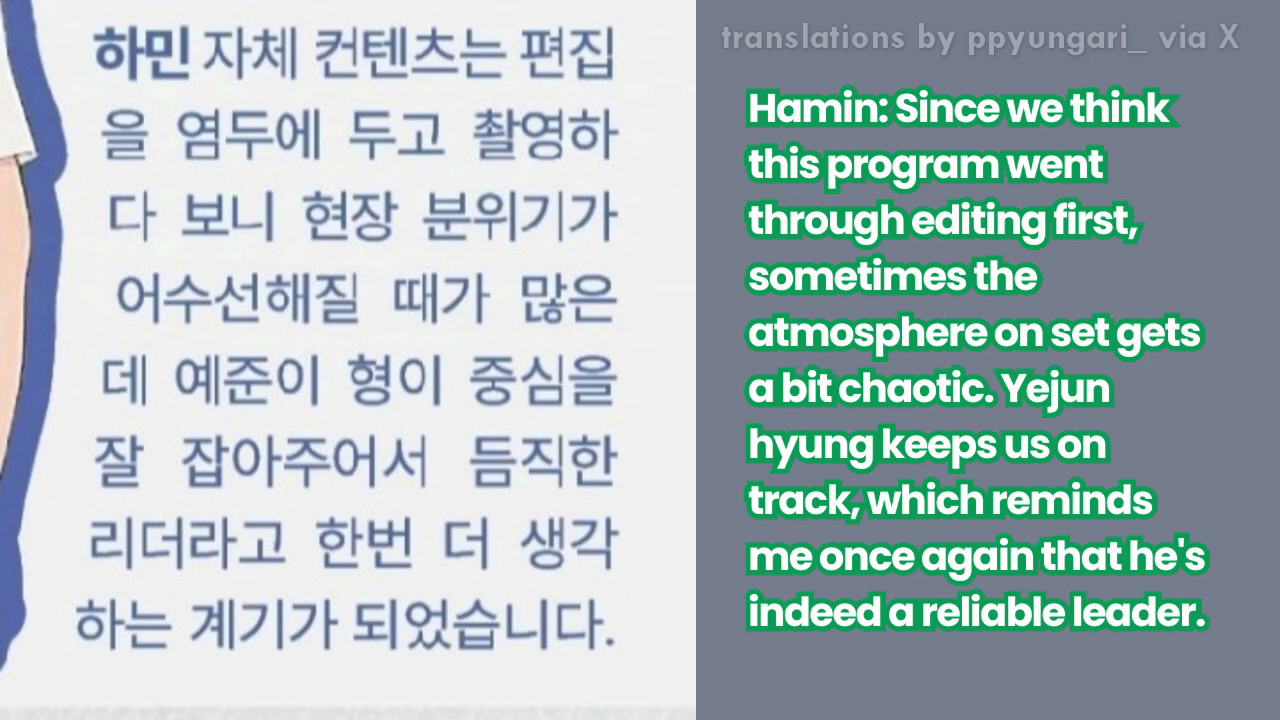 하민 자체 컨텐츠는 편집
을 염두에 두고 촬영하
다 보니 현장 분위기가
어수선해질 때가 많은
데 예준이 형이 중심을
잘 잡아주어서 듬직한
리더라고 한번 더 생각
하는 계기가 되었습니다.
translations by ppyungari_ via X
Hamin: Since we think
this program went
through editing first,
sometimes the
atmosphere on set gets
a bit chaotic. Yejun
hyung keeps us on
track, which reminds
me once again that he's
indeed a reliable leader.